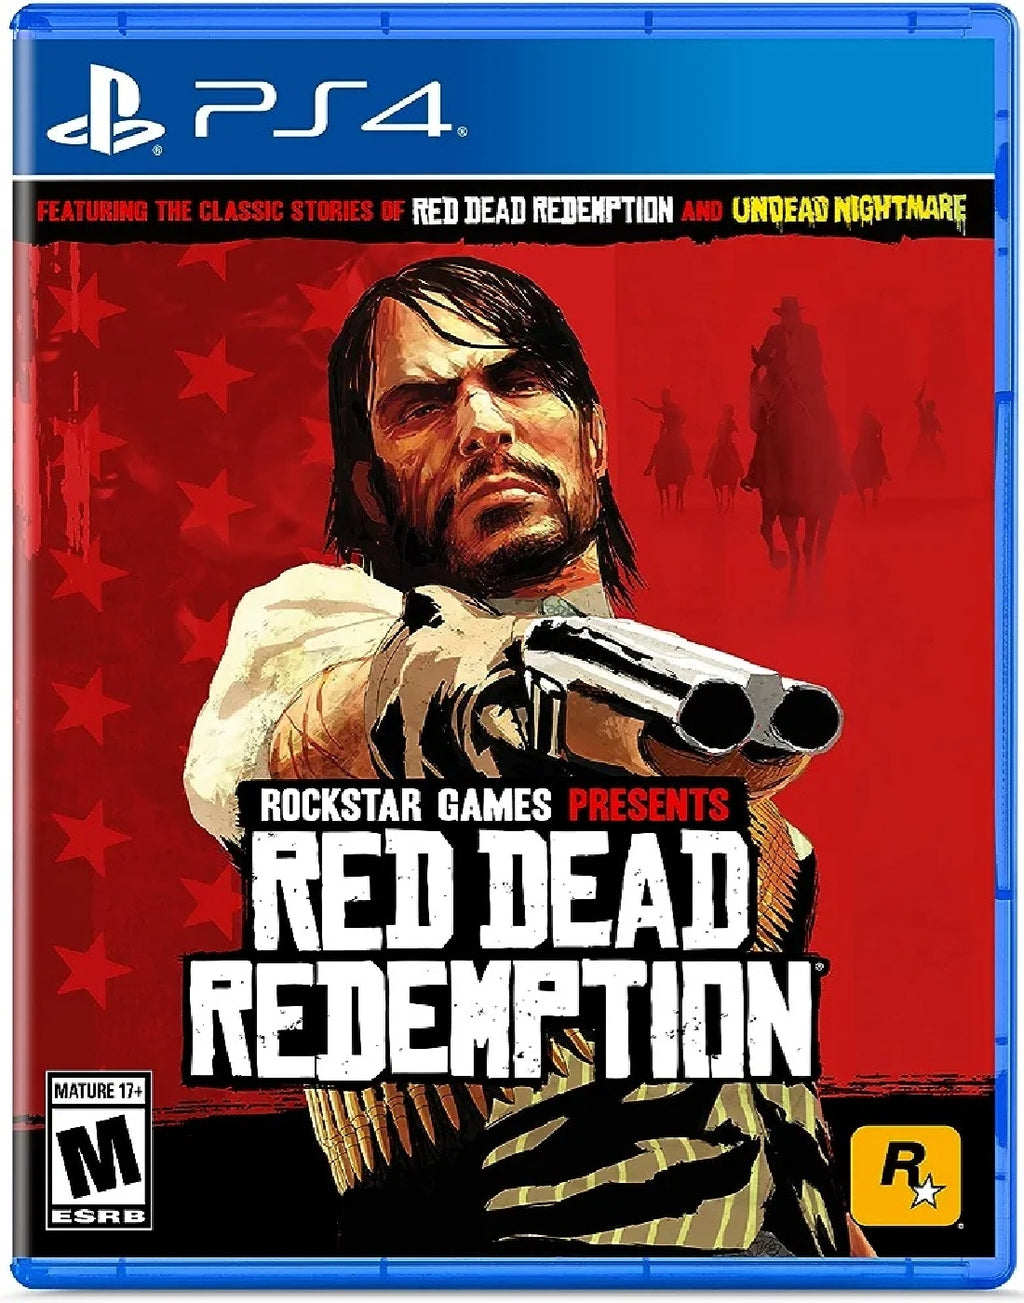 PS4
FEATURING THE CLASSIC STORIES OF RED DEAD REDEMPTION AND UNDEAD NIGHTMARE
ROCKSTAR GAMES PRESENTS
RED DEAD
REDEMPTION
MATURE 17+
M
ESRB
R